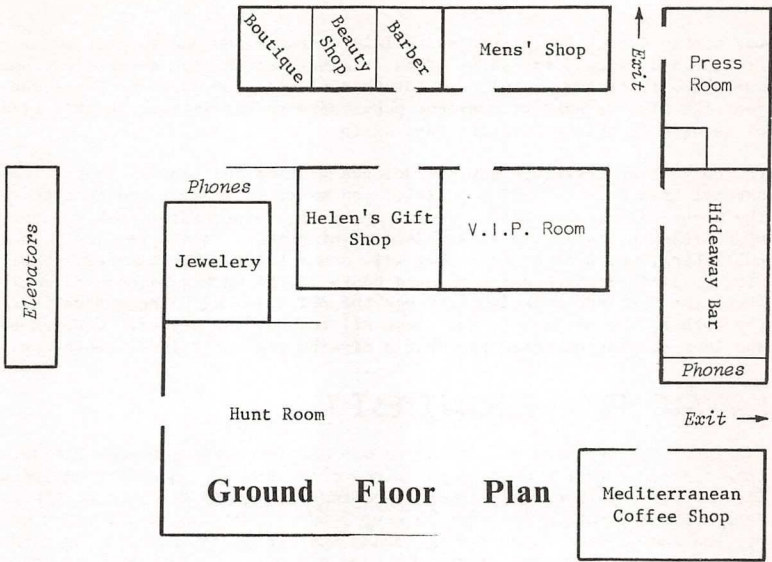 Boutique
Beauty
Shop
Barber
Mens' Shop
Exit
Press
Room
Elevators
Phones
Jewelery
Helen's Gift
Shop
V.I.P. Room
Hideaway Bar
Phones
Hunt Room
Exit
Ground Floor Plan
Mediterranean
Coffee Shop